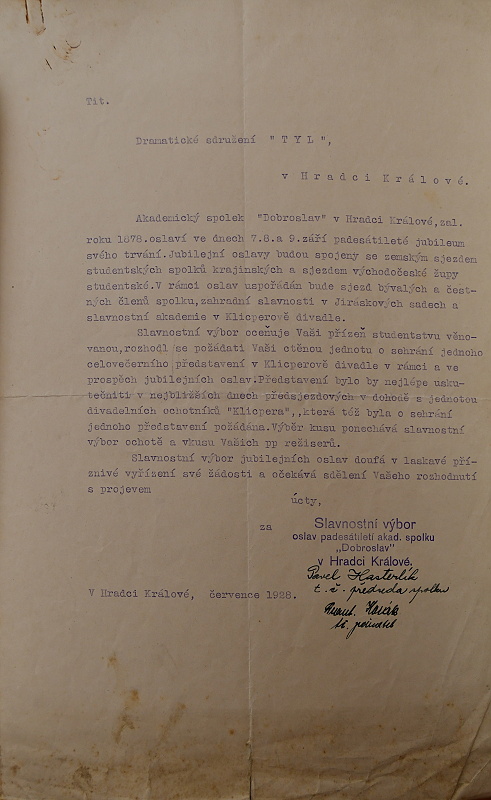 Tit.
Dramatické sdružení " T Y L ",
v H r a d c i K r á l o v é.
Akademický spolek "Dobroslav" v Hradci Králové,zal.
roku 1878.oslaví ve dnech 7.8.a 9.září padesátileté jubileum
svého trvání.Jubilejní oslavy budou spojeny se zemským sjezdem
studentských spolků krajinských a sjezdem východočeské župy
studentské.V rámci oslav uspořádán bude sjezd bývalých a čest-
ných členů spolku,zahradní slavnosti v Jiráskových sadech a
slavnostní akademie v Klicperově divadle.
Slavnostní výbor oceňuje Vaši přízeň studentstvu věno-
vanou,rozhodl se požádati Vaši ctěnou jednotu o sehrání jednoho
celovečerního představení v Klicperově divadle v rámci a ve
prospěch jubilejních oslav.Představení bylo by nejlépe usku-
tečniti v nejbližších dnech předsjezdových v dohodě s jednotou
divadelních ochotníků "Klicpera",,která též byla o sehrání
jednoho představení požádána.Výběr kusu ponechává slavnostní
výbor ochotě a vkusu Vašich pp režiserů.
Slavnostní výbor jubilejních oslav doufá v laskavé pří-
znivé vyřízení své žádosti a očekává sdělení Vašeho rozhodnutí
s projevem
úcty,
za Slavnostní výbor
oslav padesátiletí akad. spolku
„Dobroslav"
v Hradci Králové.
Pavel Hasterlík
t. č. předseda spolku
V Hradci Králové, července 1928.